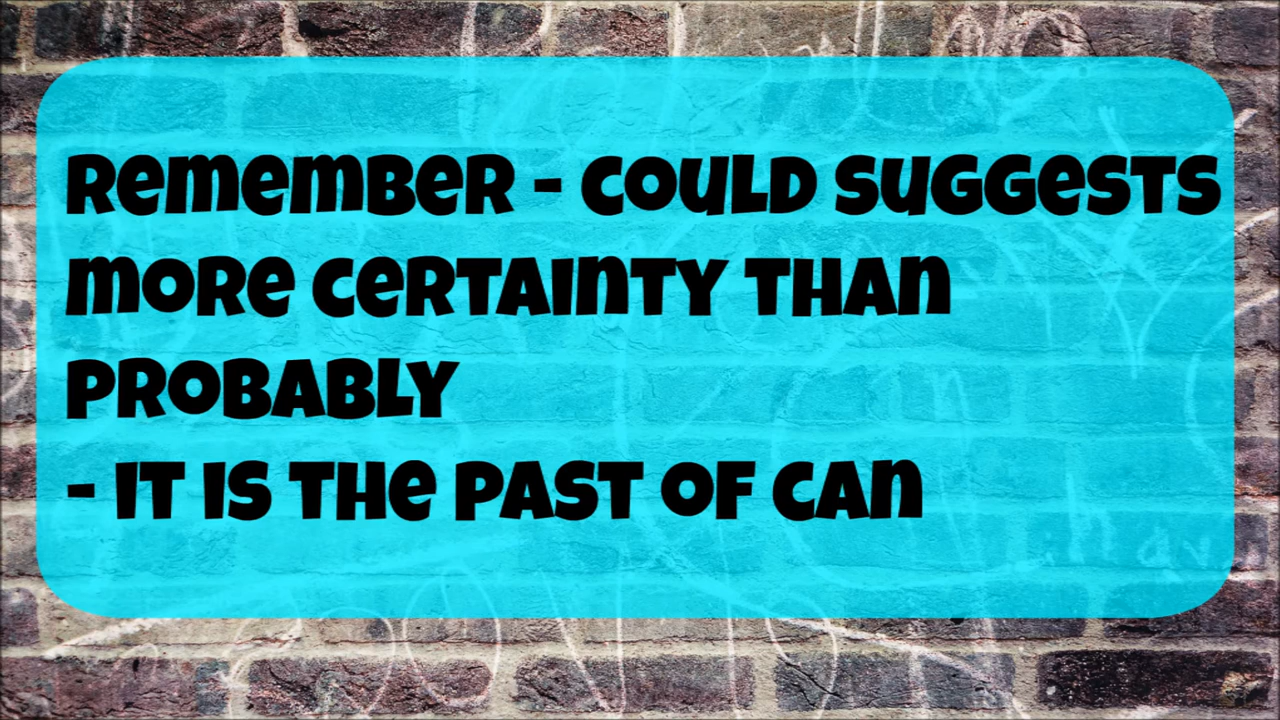 Remember - could suggests
more certainty than
probably
- it is the past of can